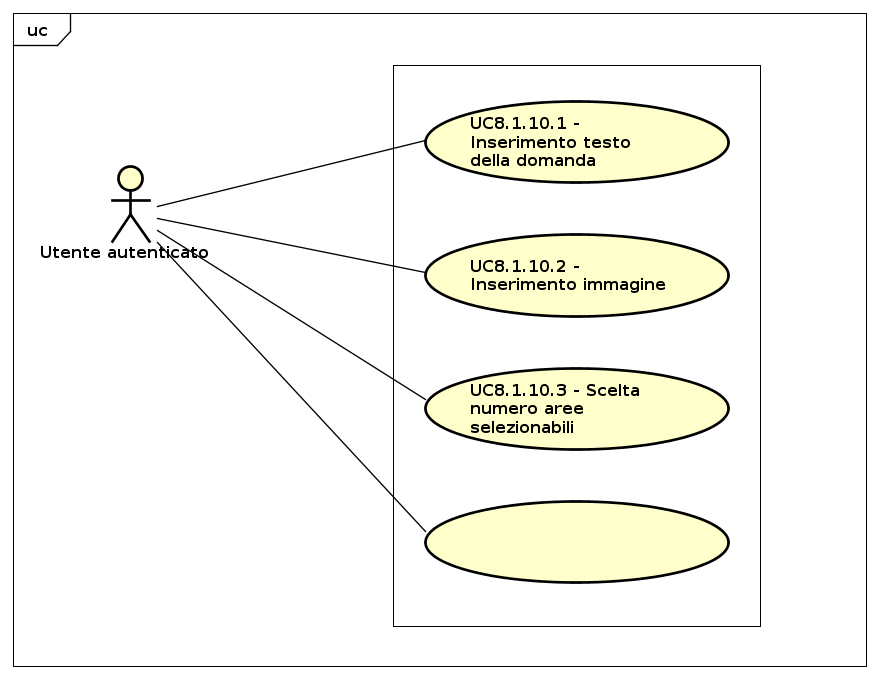 uc
UC8.1.10.1 -
Inserimento testo
della domanda
Utente autenticato
UC8.1.10.2 -
Inserimento immagine
UC8.1.10.3 - Scelta
numero aree
selezionabili